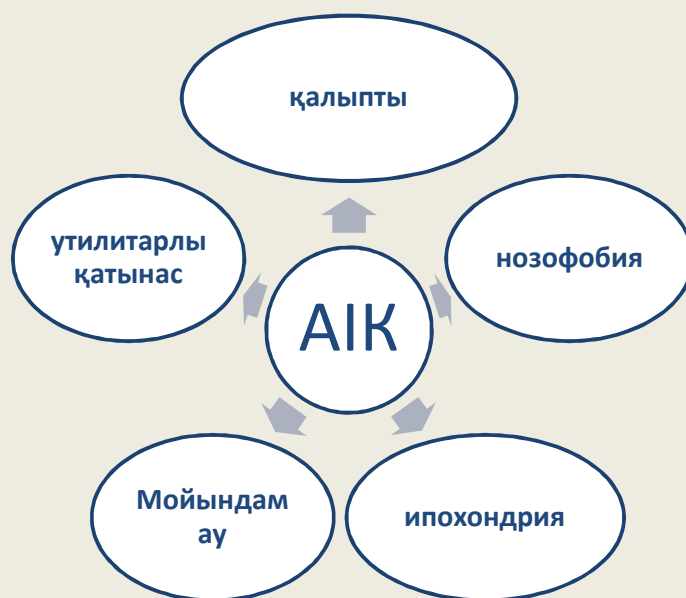 қалыпты
утилитарлы
қатынас
нозофобия
АІК
Мойындам
ау
ипохондрия